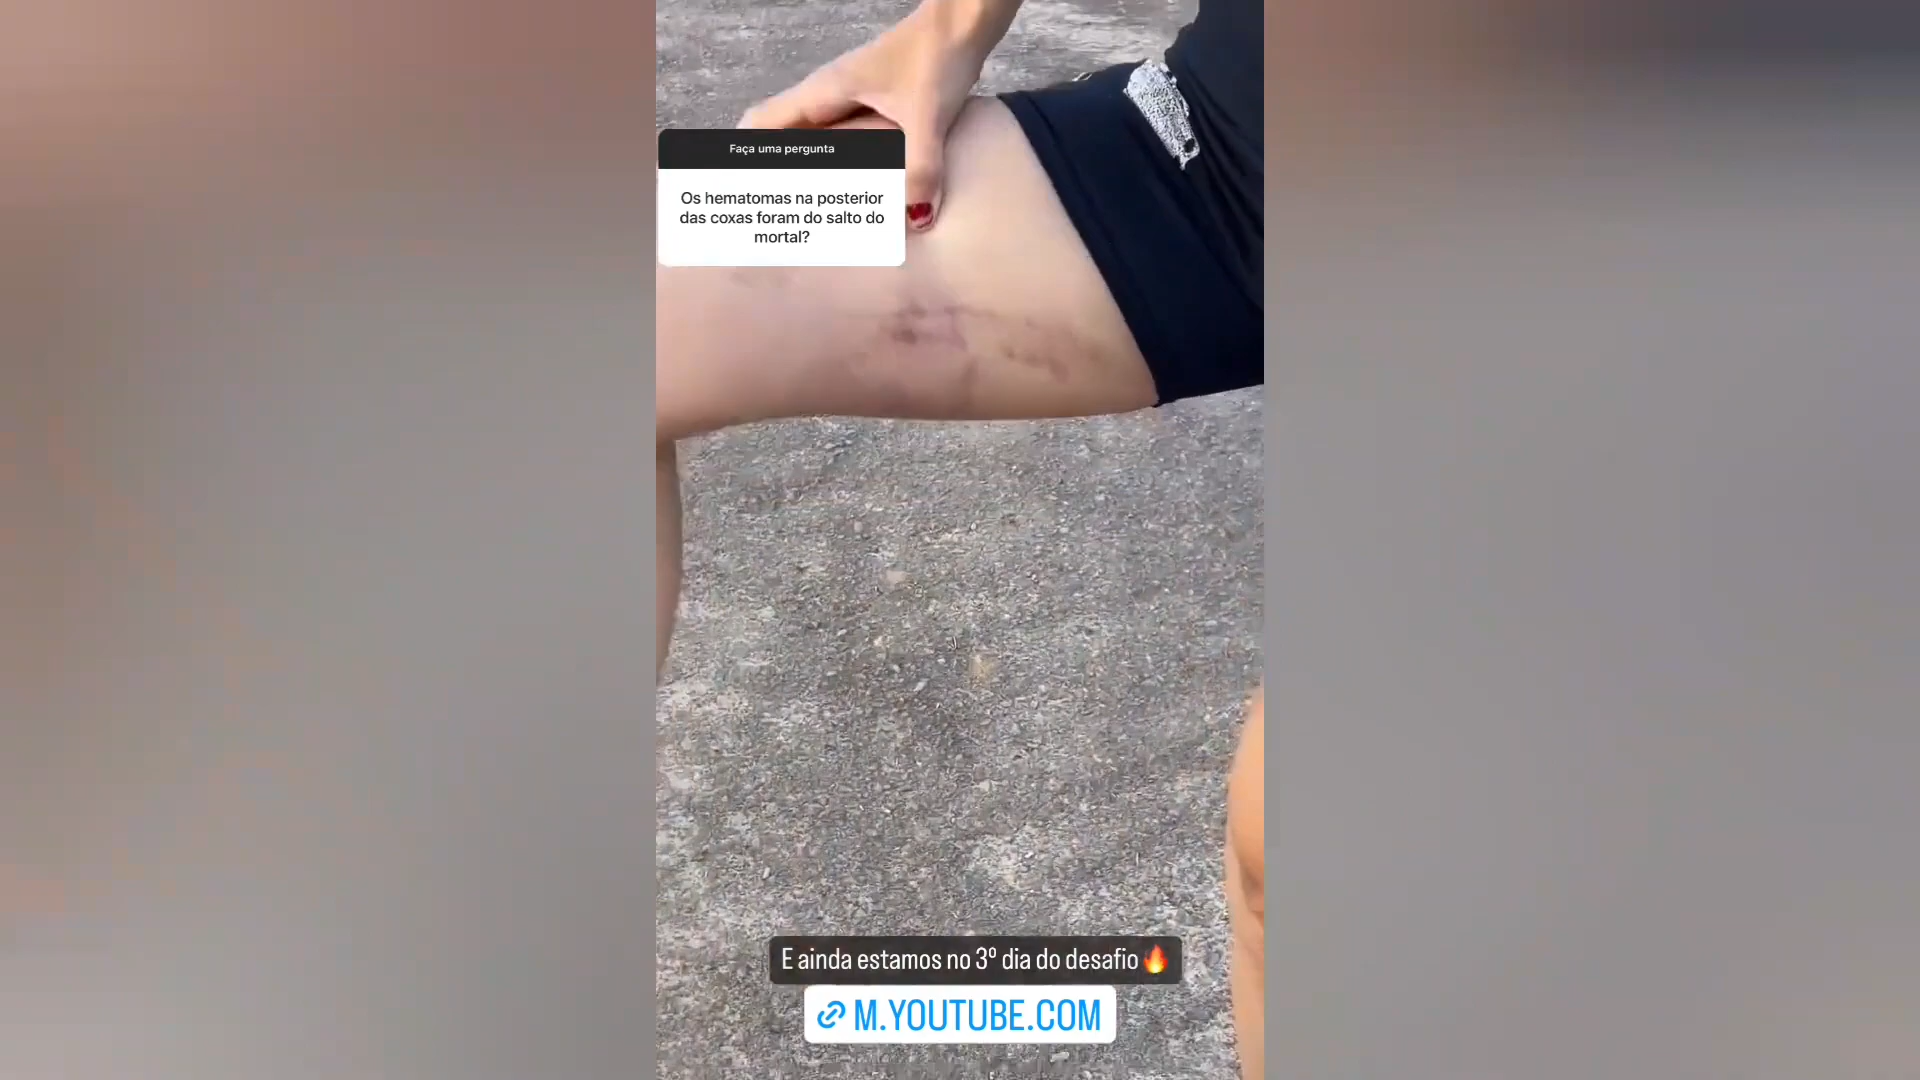 Faça uma pergunta
Os hematomas na posterior
das coxas foram do salto do
mortal?
E ainda estamos no 3º dia do desafio🔥
M.YOUTUBE.COM